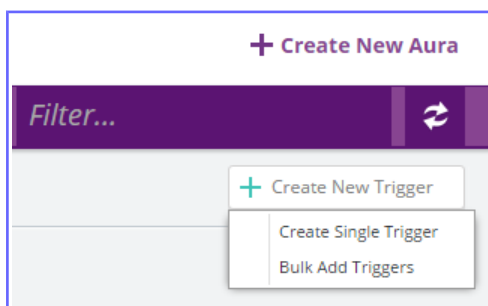 Create New Aura
Filter...
Create New Trigger
Create Single Trigger
Bulk Add Triggers